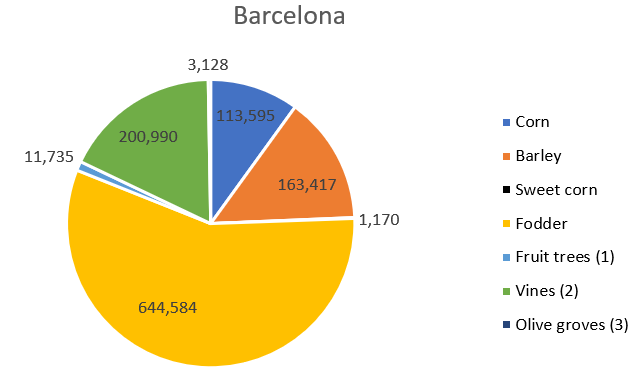 Barcelona
3,128
113,595
200,990
11,735
163,417
1,170
644,584
Corn
Barley
Sweet corn
Fodder
Fruit trees (1)
Vines (2)
Olive groves (3)